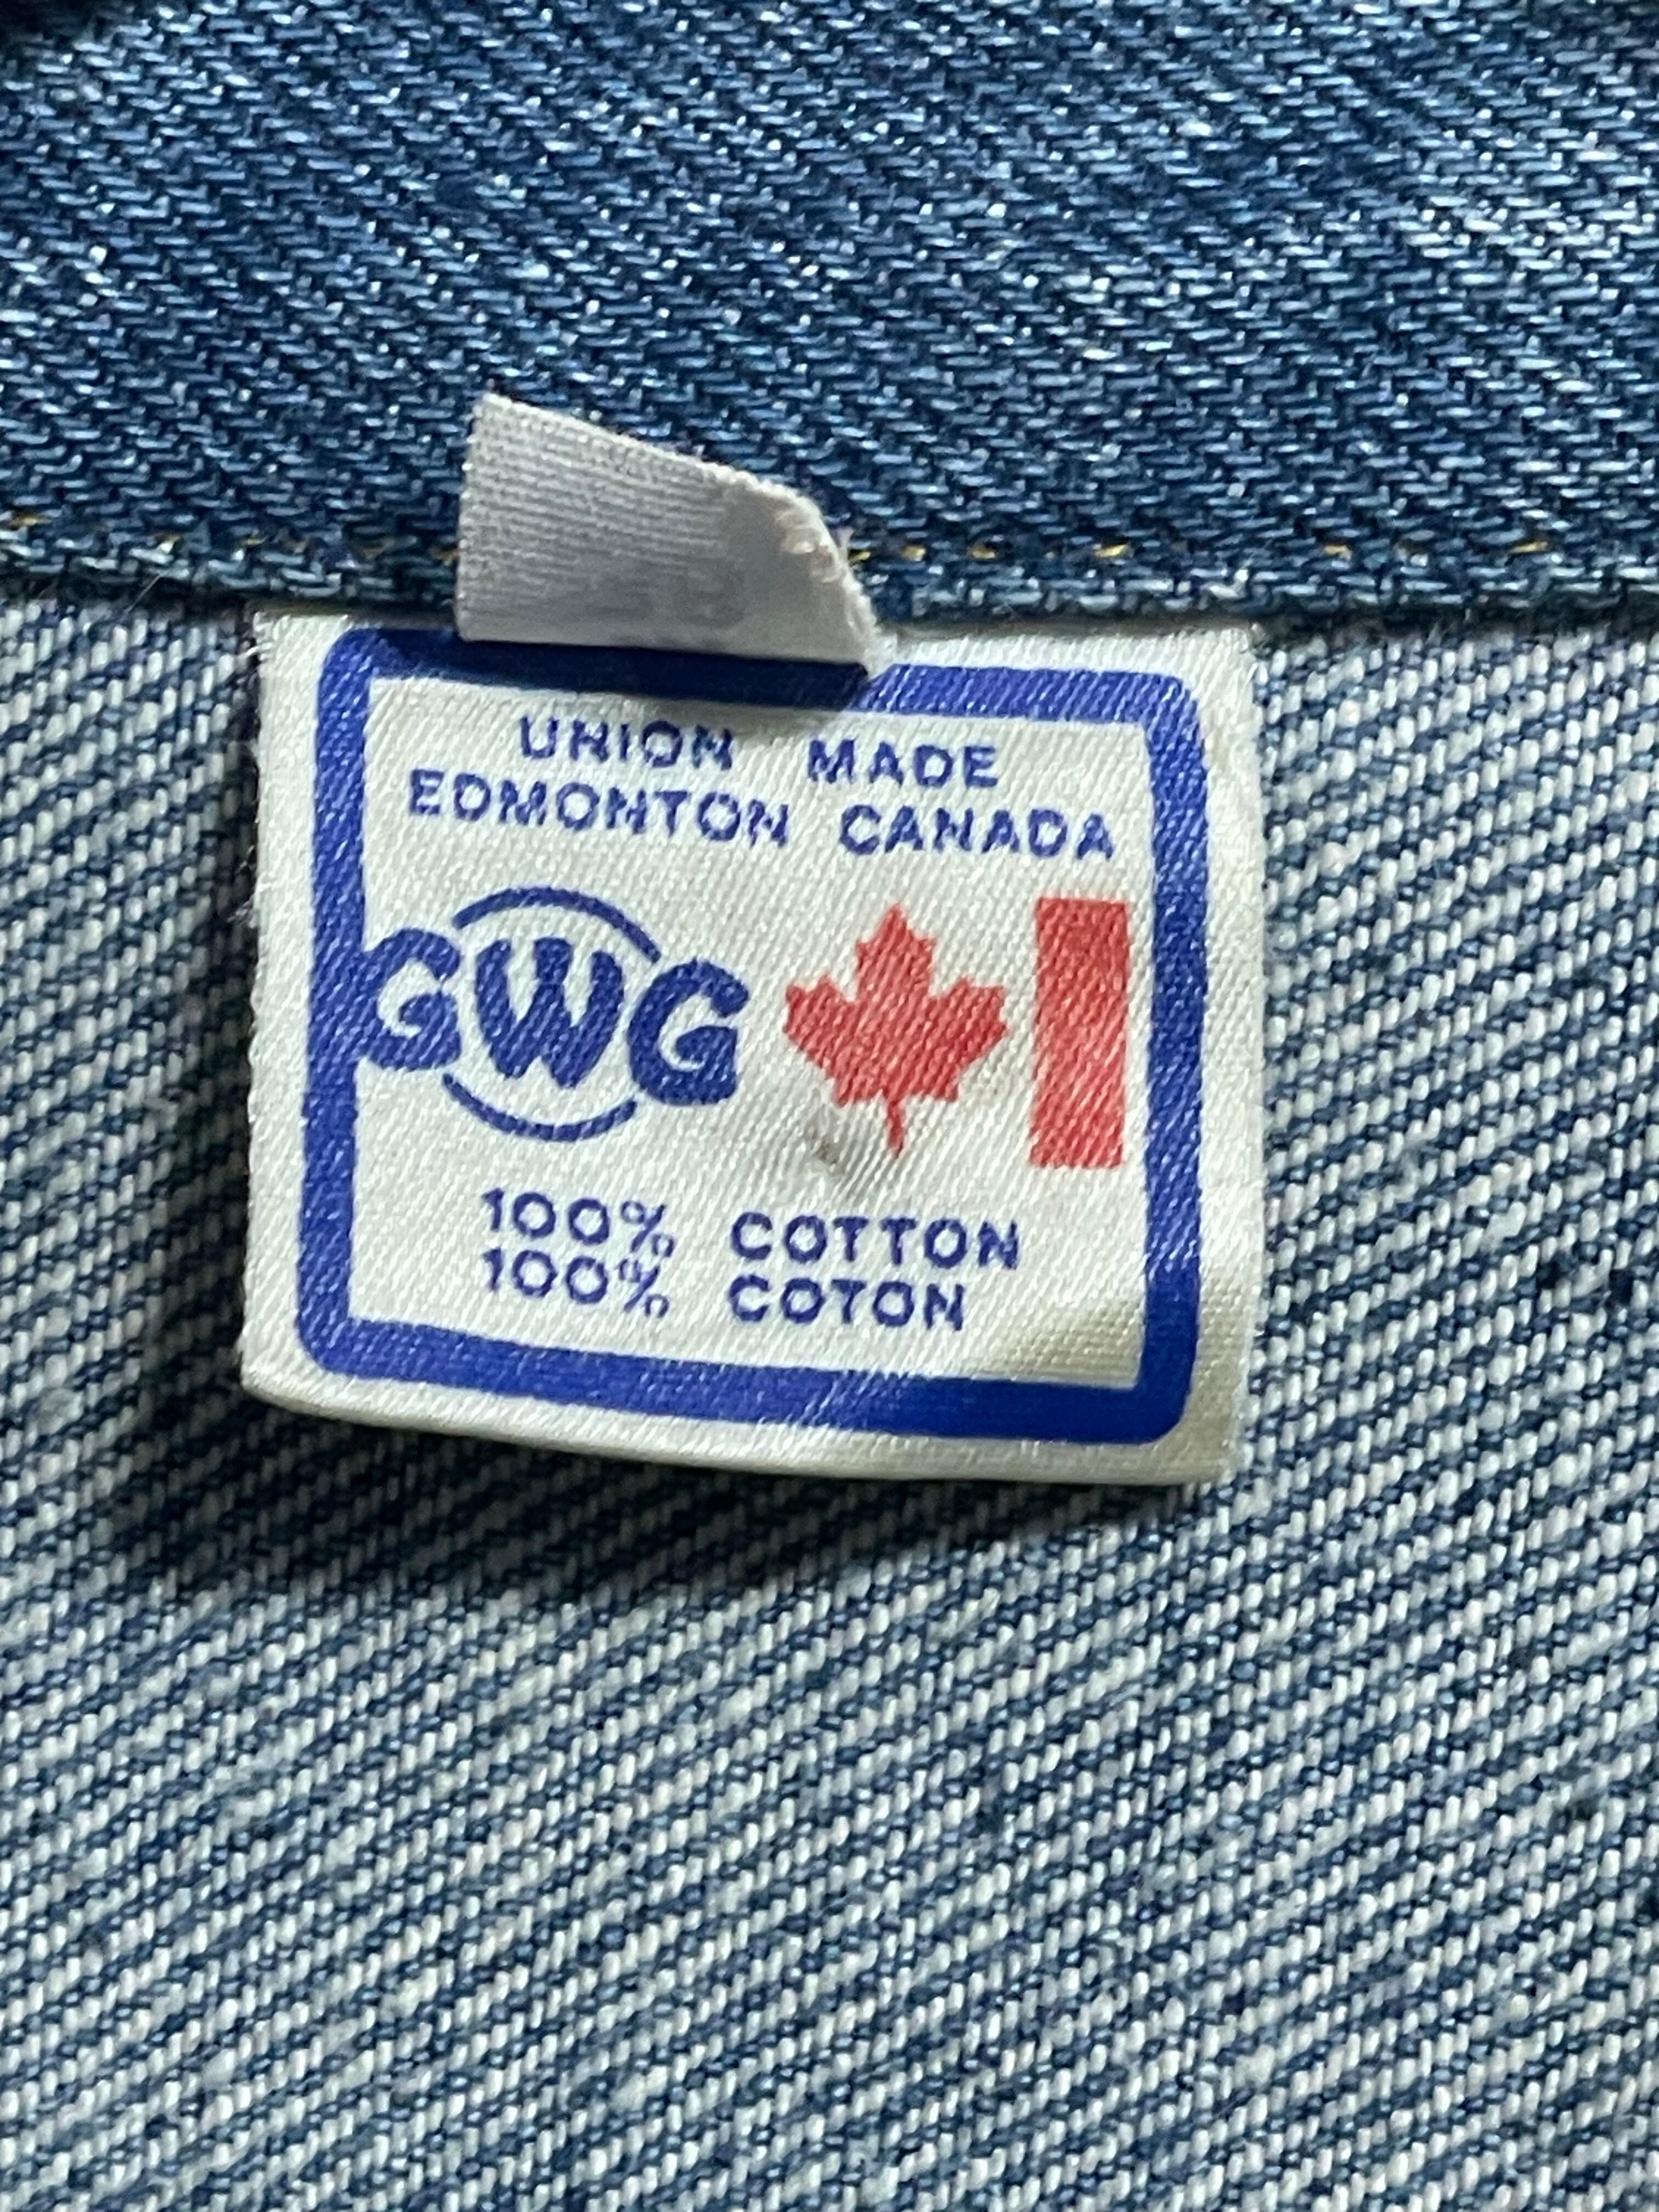 UNION MADE
EDMONTON CANADA
GWG
100% COTTON
100% COTON